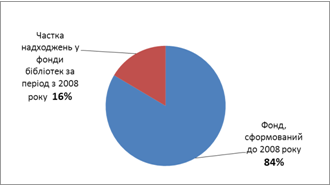 Частка
надходжень у
фонди
бібліотек за
період з 2008
року 16%
Фонд,
сформований
до 2008 року
84%